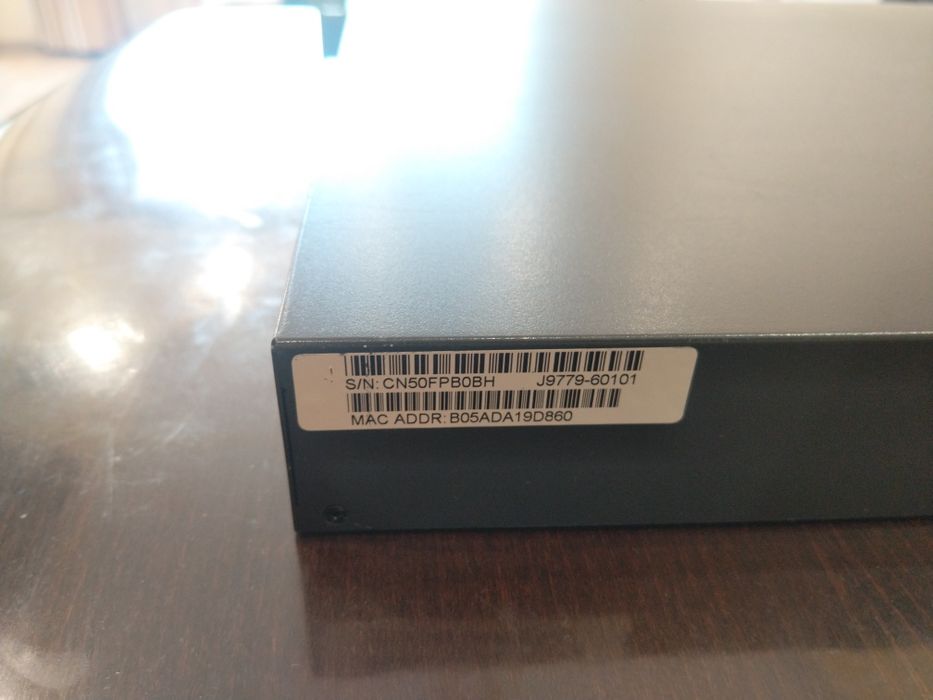 S/N: CN50FPB0BH J9779-60101
MAC ADDR: B05ADA19D860